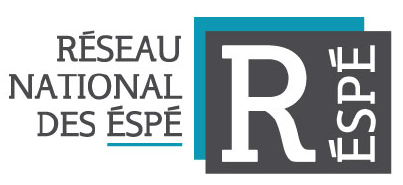 RÉSEAU
NATIONAL
DES ÉSPÉ
R ÉSPÉ